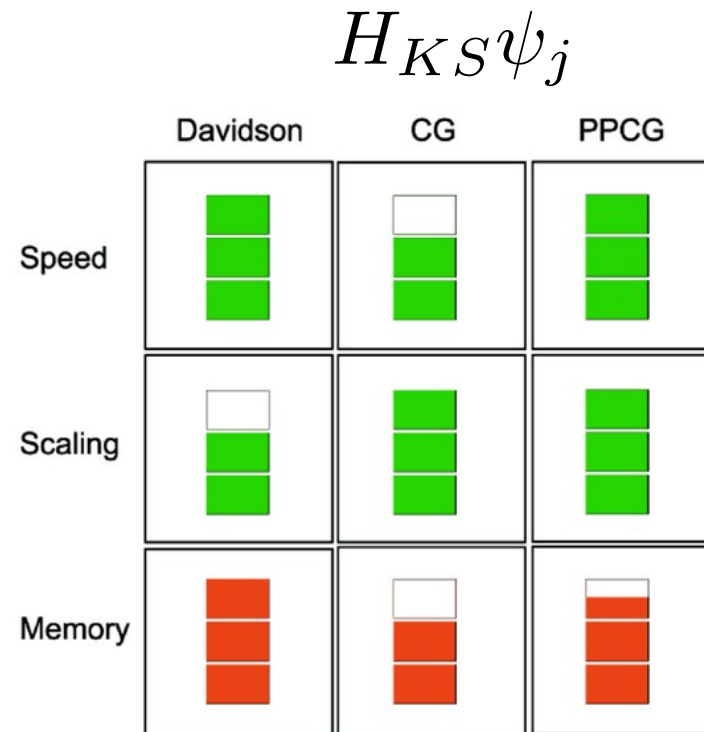 H_{KS}ψ_j
Davidson CG PPCG
Speed
Scaling
Memory